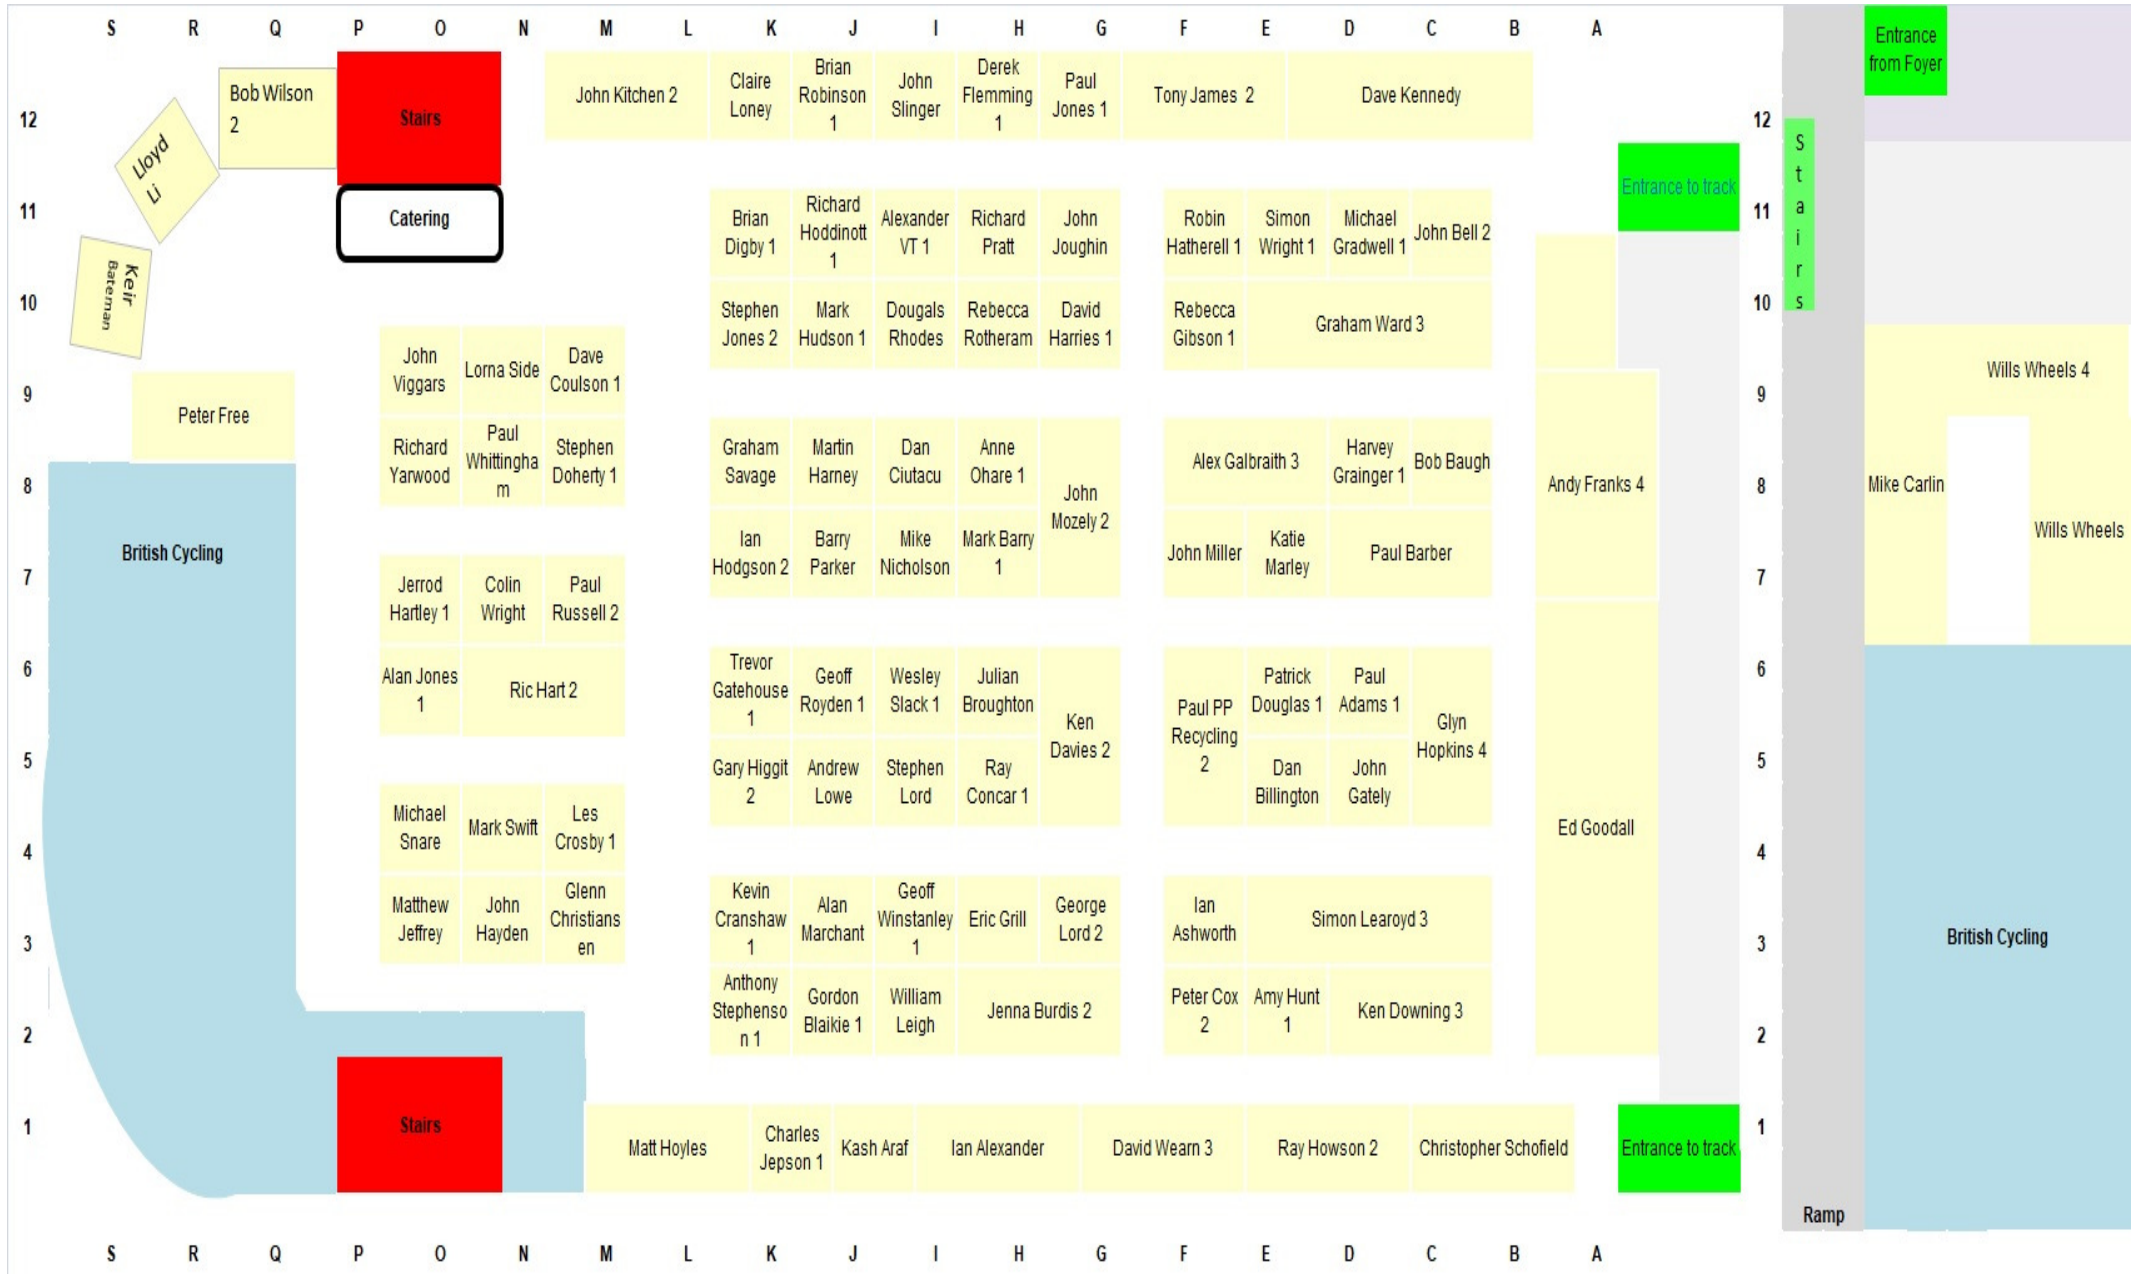 S R Q P O N M L K J I H G F E D C B A
Entrance
from Foyer
Bob Wilson
2
Stairs
John Kitchen 2
Claire
Loney
Brian
Robinson
1
John
Slinger
Derek
Flemming
1
Paul
Jones 1
Tony James 2
Dave Kennedy
12
12
Lloyd
Li
Entrance to track
S
t
a
i
r
s
11
Catering
Brian
Digby 1
Richard
Hoddinott
1
Alexander
VT 1
Richard
Pratt
John
Joughin
Robin
Hatherell 1
Simon
Wright 1
Michael
Gradwell 1
John Bell 2
11
Keir
Bateman
10
Stephen
Jones 2
Mark
Hudson 1
Dougals
Rhodes
Rebecca
Rotheram
David
Harries 1
Rebecca
Gibson 1
Graham Ward 3
10
John
Viggars
Lorna Side
Dave
Coulson 1
Wills Wheels 4
9
9
Peter Free
Richard
Yarwood
Paul
Whittingha
m
Stephen
Doherty 1
Graham
Savage
Martin
Harney
Dan
Ciutacu
Anne
Ohare 1
John
Mozely 2
Alex Galbraith 3
Harvey
Grainger 1
Bob Baugh
Andy Franks 4
8
8
Mike Carlin
Wills Wheels
British Cycling
Ian
Hodgson 2
Barry
Parker
Mike
Nicholson
Mark Barry
1
John Miller
Katie
Marley
Paul Barber
7
7
Jerrod
Hartley 1
Colin
Wright
Paul
Russell 2
6
Alan Jones
1
Ric Hart 2
Trevor
Gatehouse
1
Geoff
Royden 1
Wesley
Slack 1
Julian
Broughton
Ken
Davies 2
Paul PP
Recycling
2
Patrick
Douglas 1
Paul
Adams 1
Glyn
Hopkins 4
6
5
Gary Higgit
2
Andrew
Lowe
Stephen
Lord
Ray
Concar 1
Dan
Billington
John
Gately
5
Michael
Snare
Mark Swift
Les
Crosby 1
Ed Goodall
4
4
Matthew
Jeffrey
John
Hayden
Glenn
Christians
en
Kevin
Cranshaw
1
Alan
Marchant
Geoff
Winstanley
1
Eric Grill
George
Lord 2
Ian
Ashworth
Simon Learoyd 3
3
3
British Cycling
Anthony
Stephenso
n 1
Gordon
Blaikie 1
William
Leigh
Jenna Burdis 2
Peter Cox
2
Amy Hunt
1
Ken Downing 3
2
2
1
Stairs
Matt Hoyles
Charles
Jepson 1
Kash Araf
Ian Alexander
David Wearn 3
Ray Howson 2
Christopher Schofield
Entrance to track
1
Ramp
S R Q P O N M L K J I H G F E D C B A